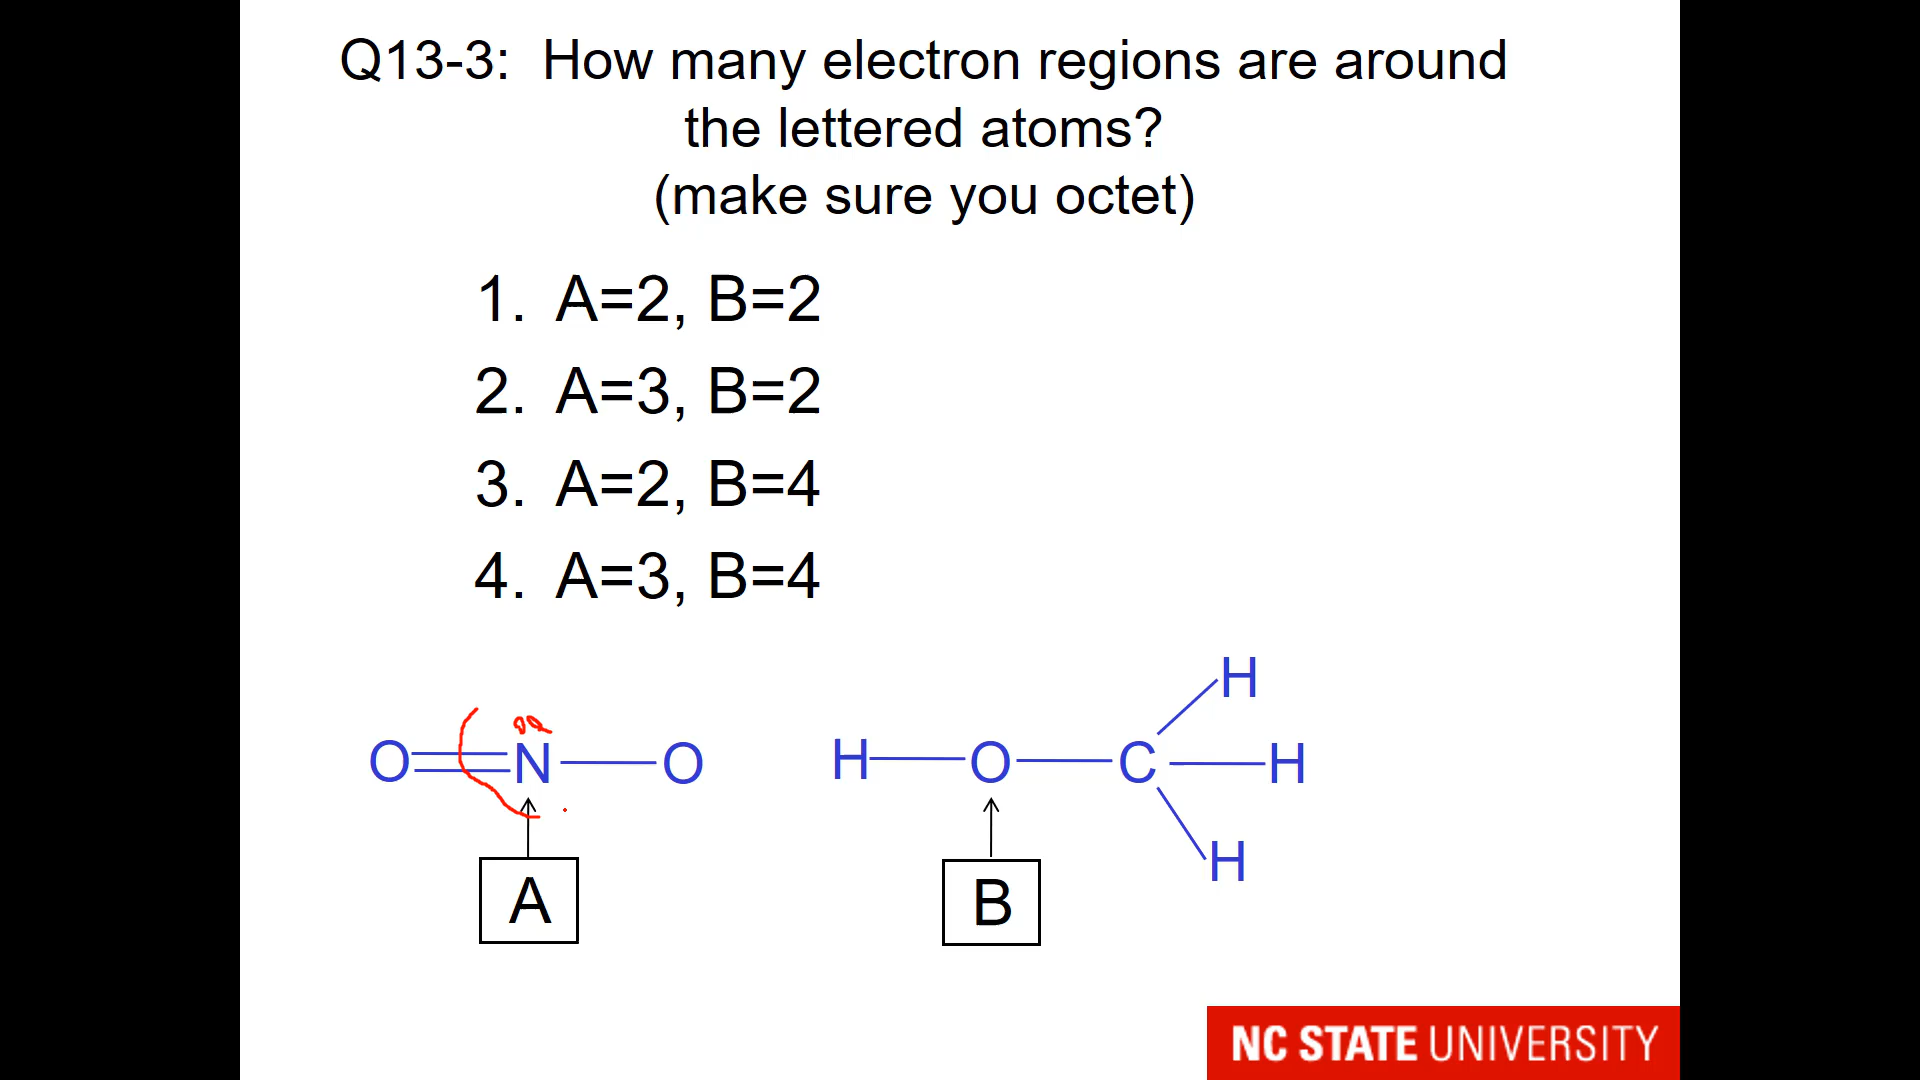 Q13-3: How many electron regions are around
the lettered atoms?
(make sure you octet)
1. A=2, B=2
2. A=3, B=2
3. A=2, B=4
4. A=3, B=4
H
O N O H O C H
H
A B
NC STATE UNIVERSITY